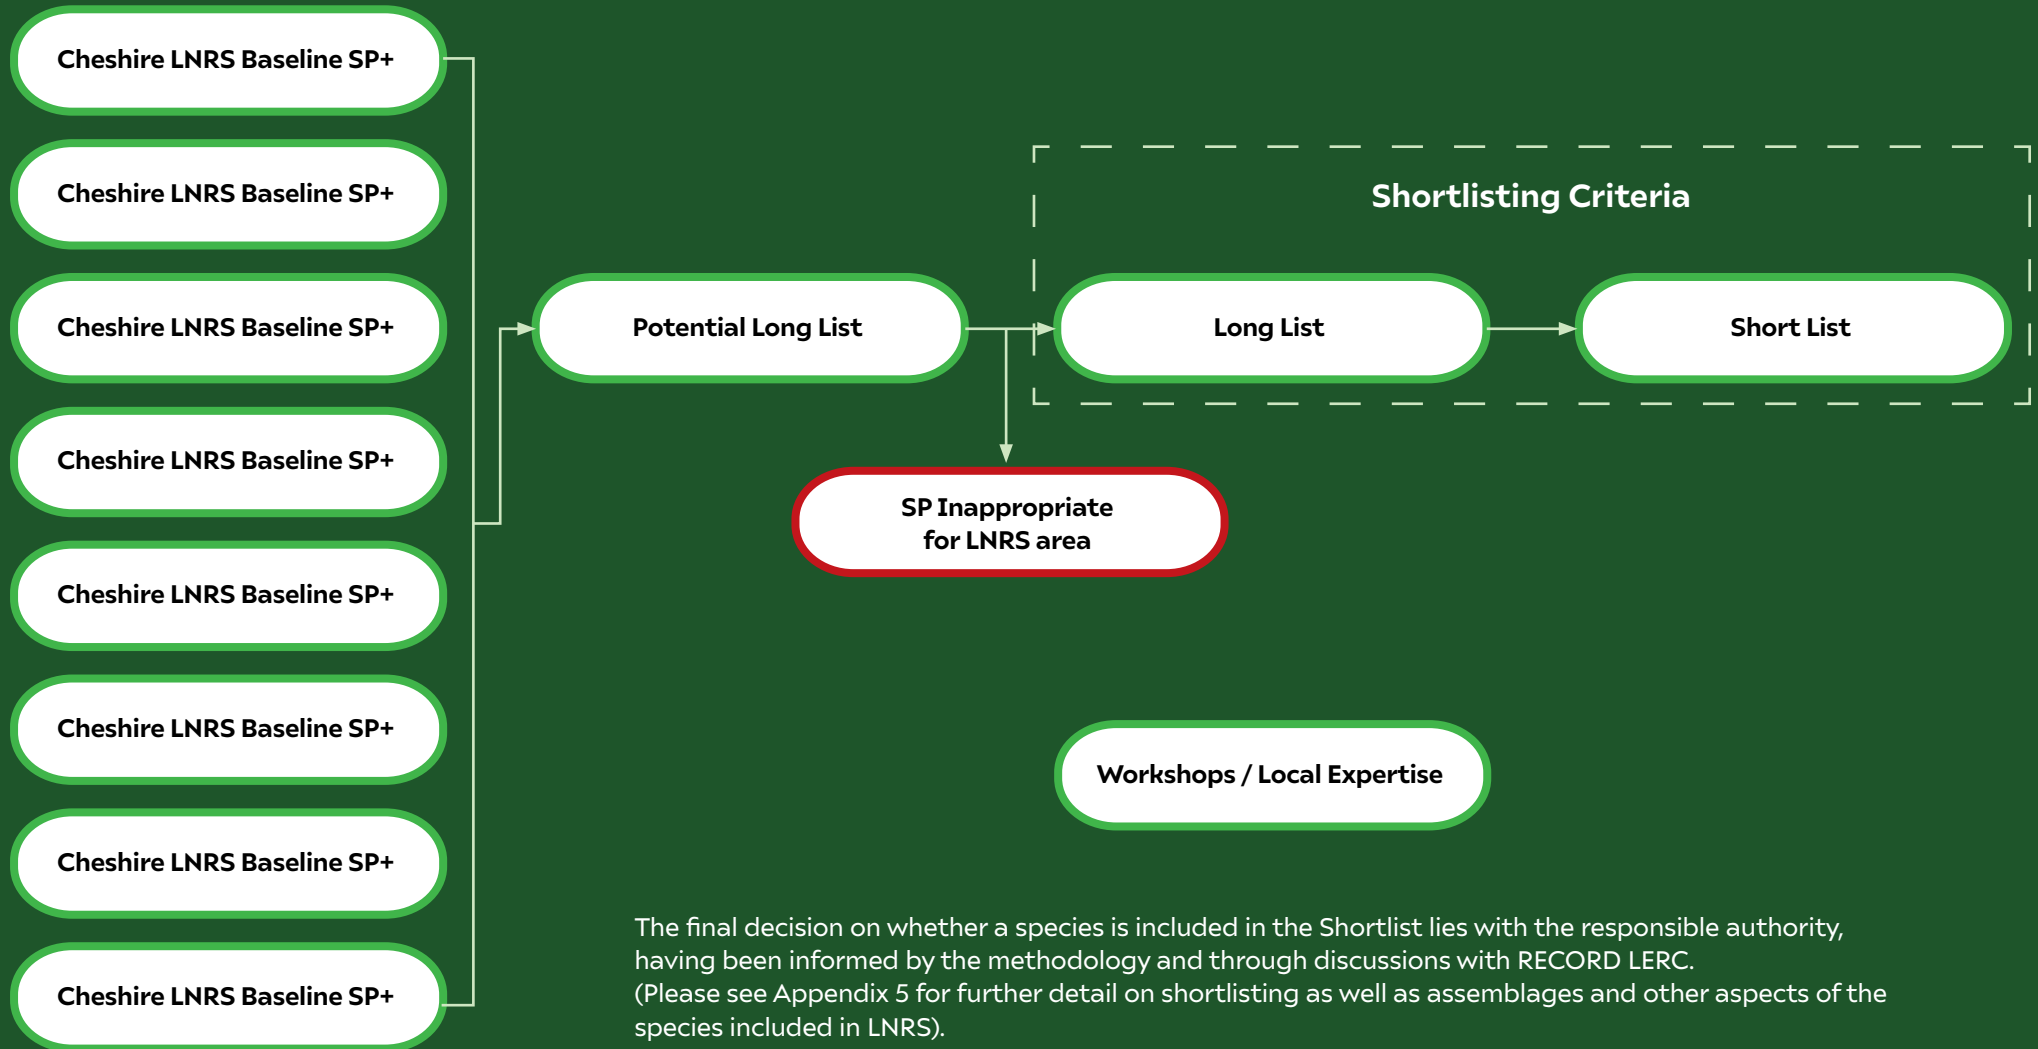 Cheshire LNRS Baseline SP+
Cheshire LNRS Baseline SP+
Cheshire LNRS Baseline SP+
Cheshire LNRS Baseline SP+
Cheshire LNRS Baseline SP+
Cheshire LNRS Baseline SP+
Cheshire LNRS Baseline SP+
Cheshire LNRS Baseline SP+
Potential Long List
Shortlisting Criteria
Long List
Short List
SP Inappropriate
for LNRS area
Workshops / Local Expertise
The final decision on whether a species is included in the Shortlist lies with the responsible authority,
having been informed by the methodology and through discussions with RECORD LERC.
(Please see Appendix 5 for further detail on shortlisting as well as assemblages and other aspects of the
species included in LNRS).